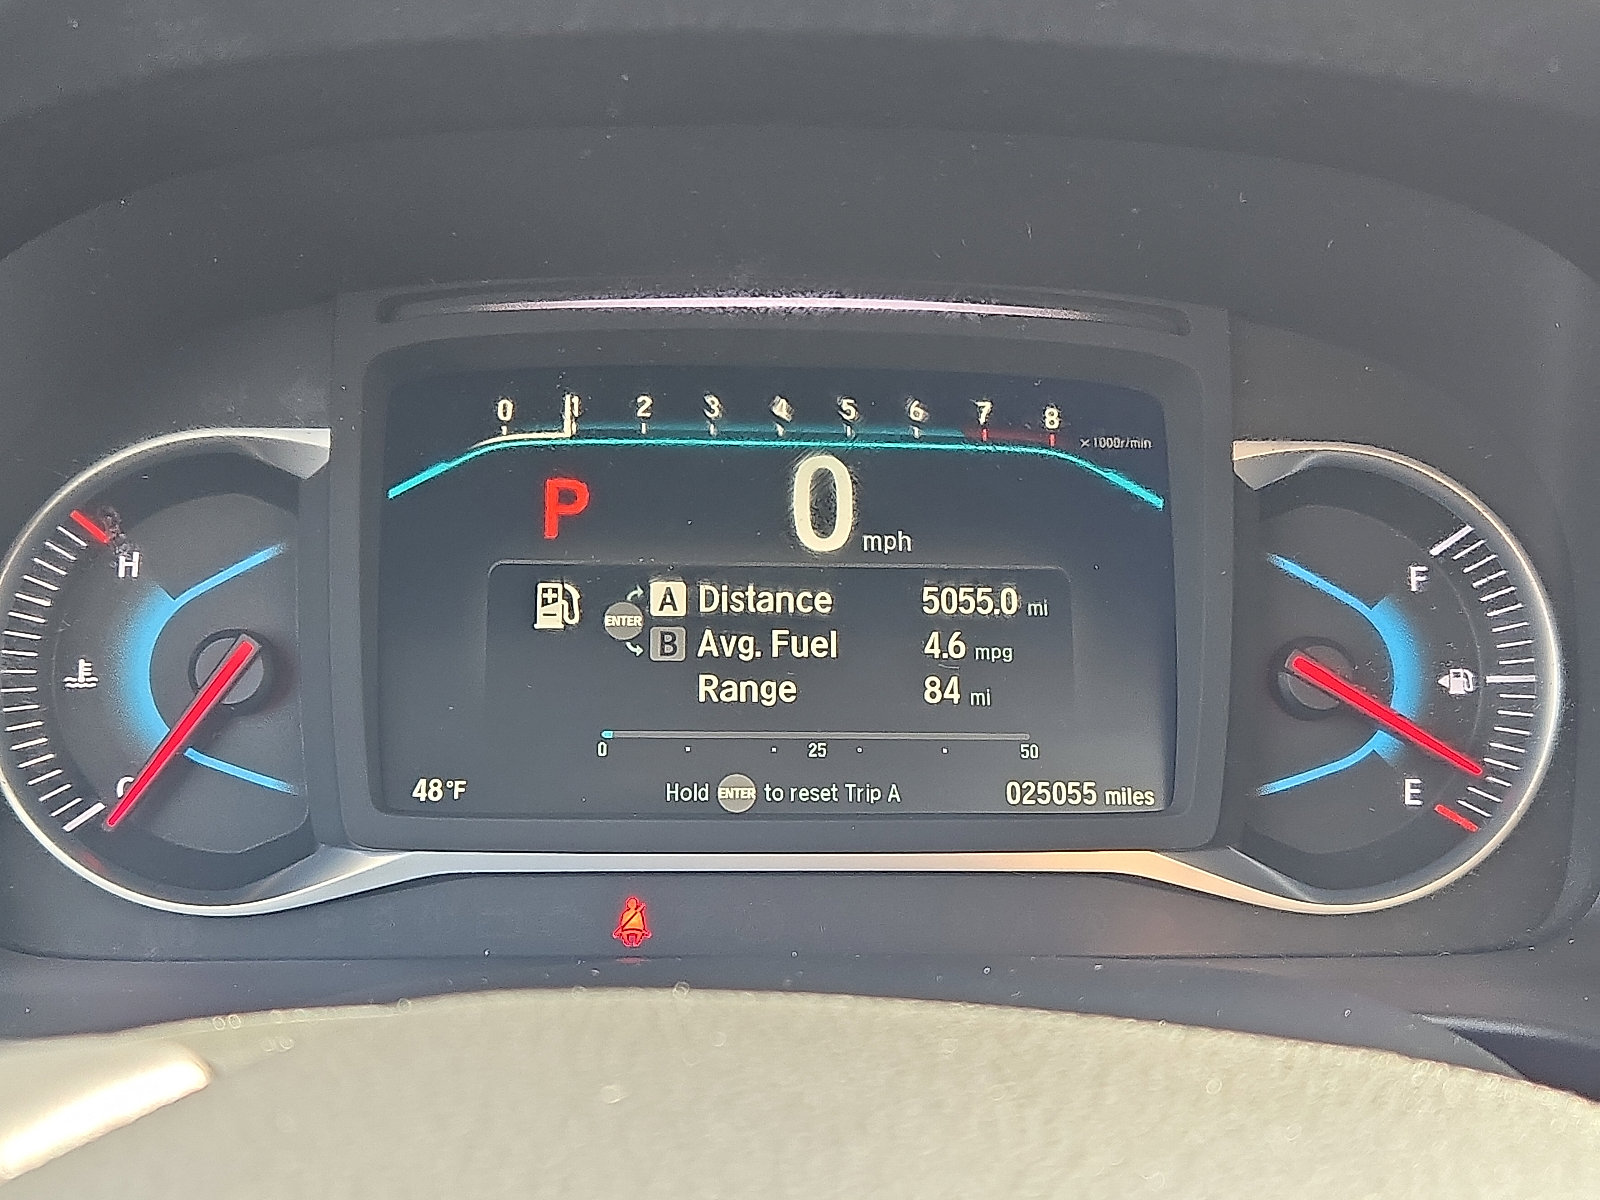 0 1 2 3 4 5 6 7 8
×1000r/min
P
0 mph
H
F
ENTER
A Distance 5055.0 mi
B Avg. Fuel 4.6 mpg
Range 84 mi
0 25 50
C
E
48°F
Hold ENTER to reset Trip A
025055 miles